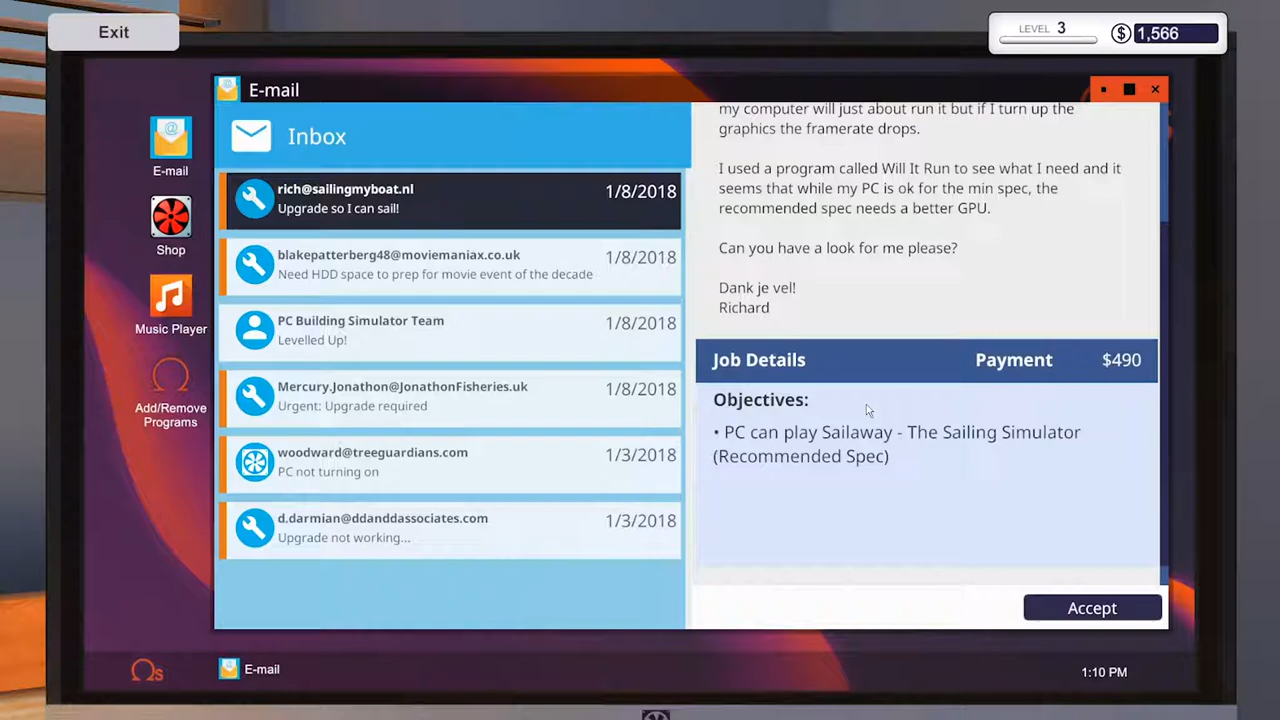 Exit
LEVEL 3
$ 1,566
E-mail
Inbox
rich@sailingmyboat.nl 1/8/2018
Upgrade so I can sail!
blakepatterberg48@moviemaniax.co.uk 1/8/2018
Need HDD space to prep for movie event of the decade
PC Building Simulator Team 1/8/2018
Levelled Up!
Mercury.Jonathon@JonathonFisheries.uk 1/8/2018
Urgent: Upgrade required
woodward@treeguardians.com 1/3/2018
PC not turning on
d.darmian@ddanddassociates.com 1/3/2018
Upgrade not working...
my computer will just about run it but if I turn up the
graphics the framerate drops.
I used a program called Will It Run to see what I need and it
seems that while my PC is ok for the min spec, the
recommended spec needs a better GPU.
Can you have a look for me please?
Dank je vel!
Richard
Job Details Payment $490
Objectives:
• PC can play Sailaway - The Sailing Simulator
(Recommended Spec)
Accept
E-mail
Shop
Music Player
Add/Remove
Programs
Ωs
E-mail
1:10 PM